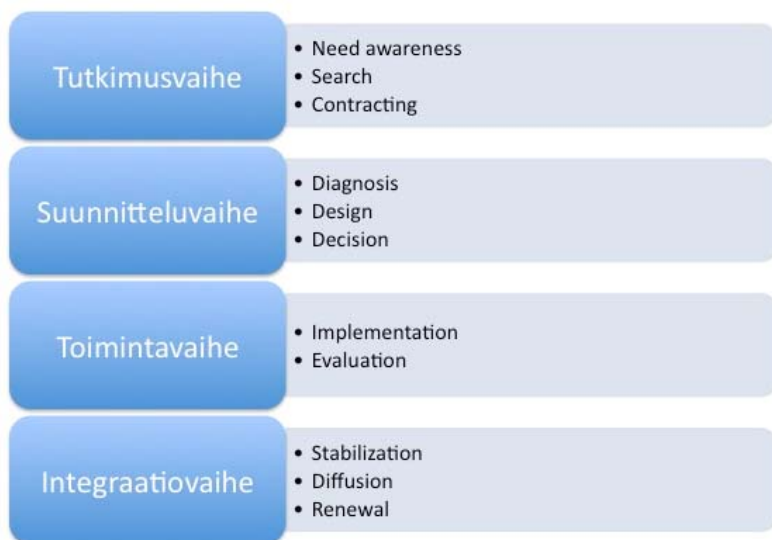 Tutkimusvaihe
• Need awareness
• Search
• Contracting
Suunnitteluvaihe
• Diagnosis
• Design
• Decision
Toimintavaihe
• Implementation
• Evaluation
Integraatiovaihe
• Stabilization
• Diffusion
• Renewal